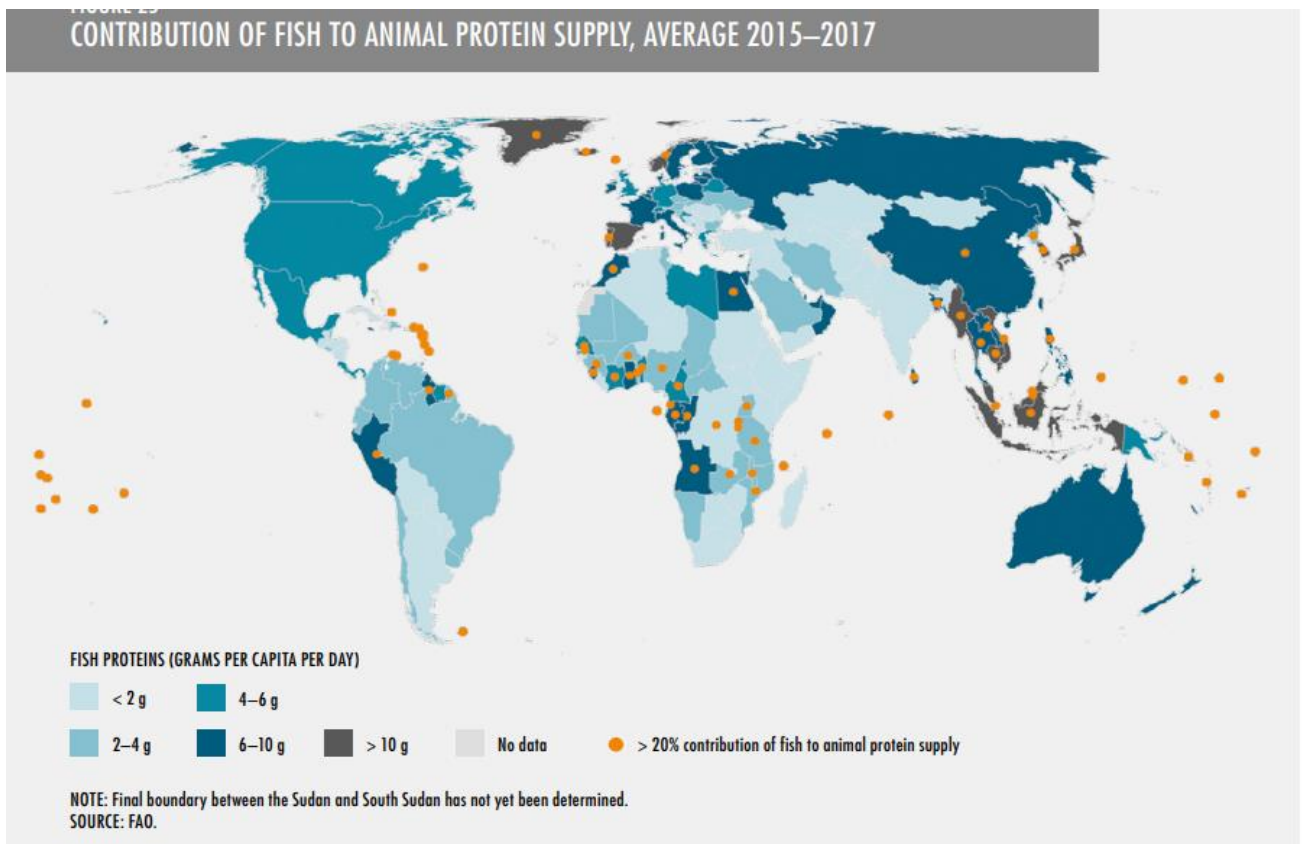 CONTRIBUTION OF FISH TO ANIMAL PROTEIN SUPPLY, AVERAGE 2015–2017
FISH PROTEINS (GRAMS PER CAPITA PER DAY)
< 2 g
4–6 g
2–4 g
6–10 g
> 10 g
No data
> 20% contribution of fish to animal protein supply
NOTE: Final boundary between the Sudan and South Sudan has not yet been determined.
SOURCE: FAO.